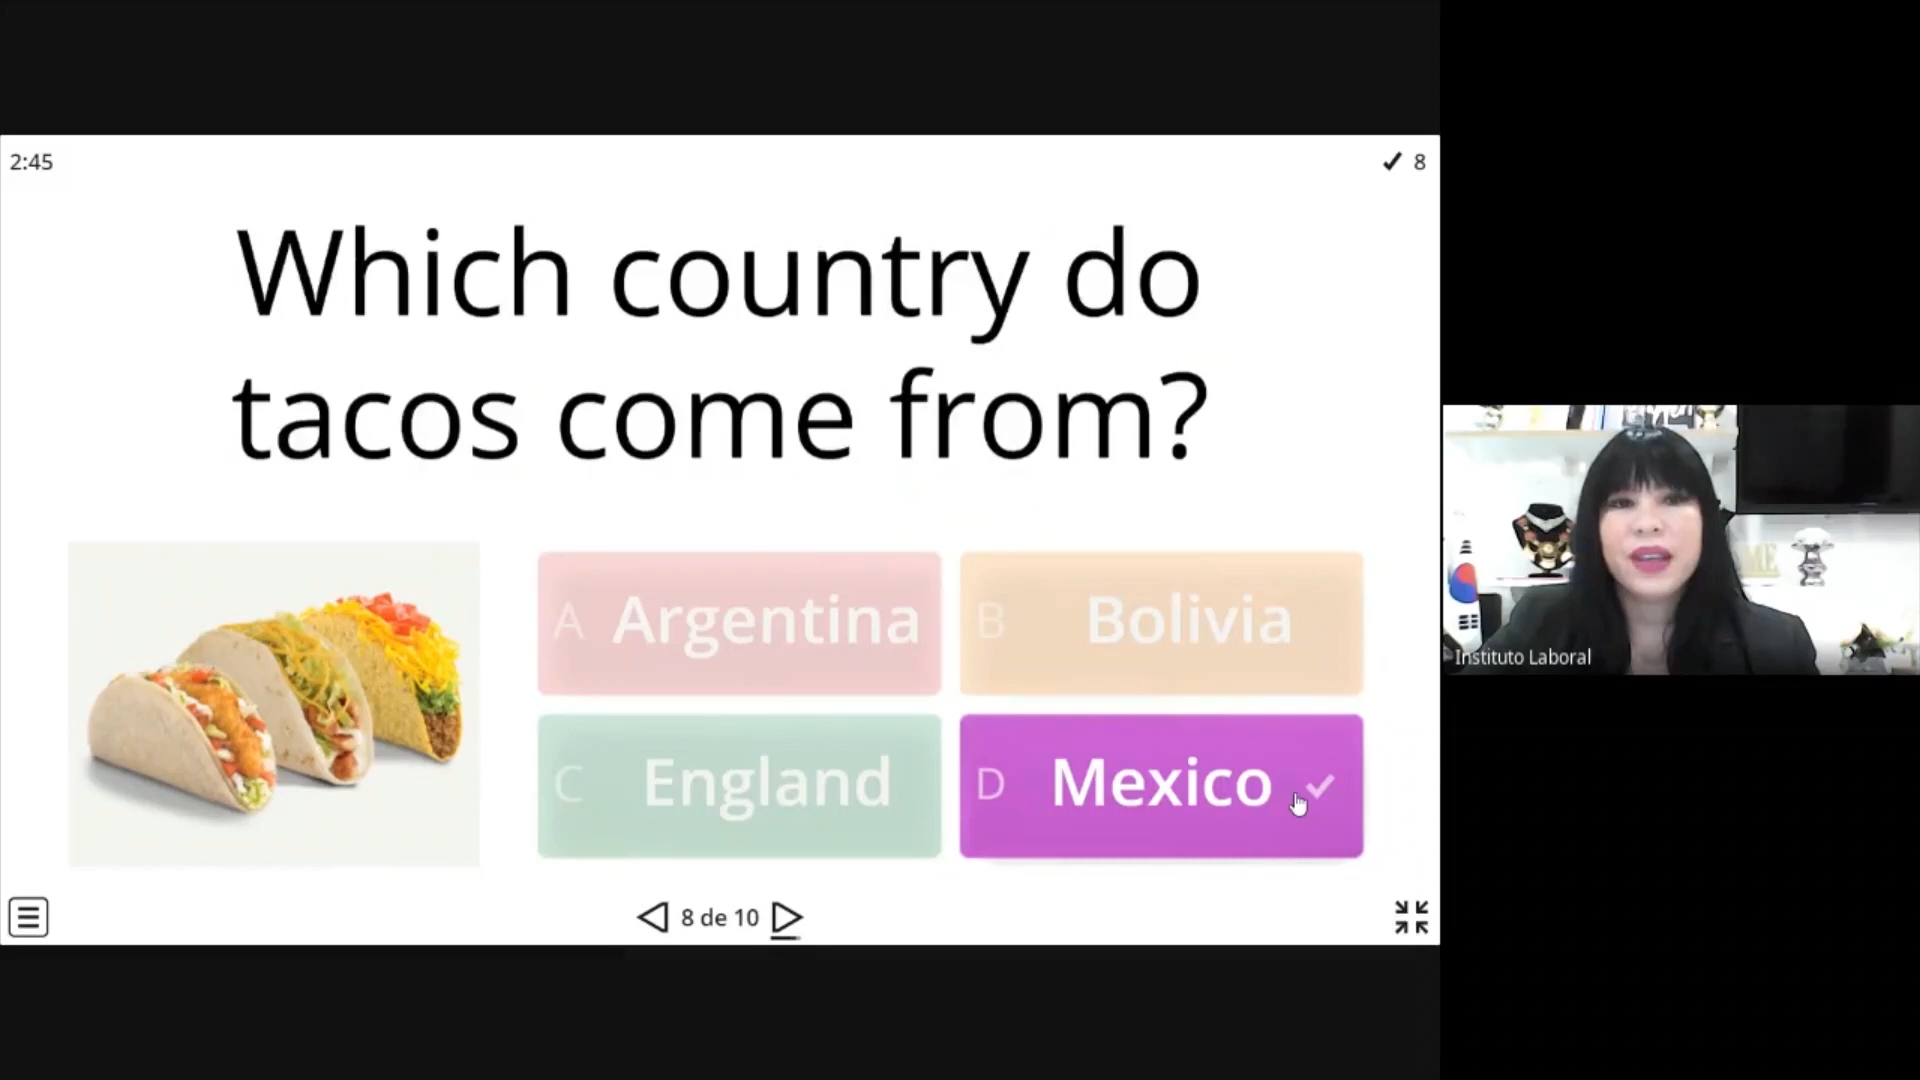 2:45
✓ 8
Which country do
tacos come from?
A Argentina
B Bolivia
C England
D Mexico ✓
8 de 10
Instituto Laboral